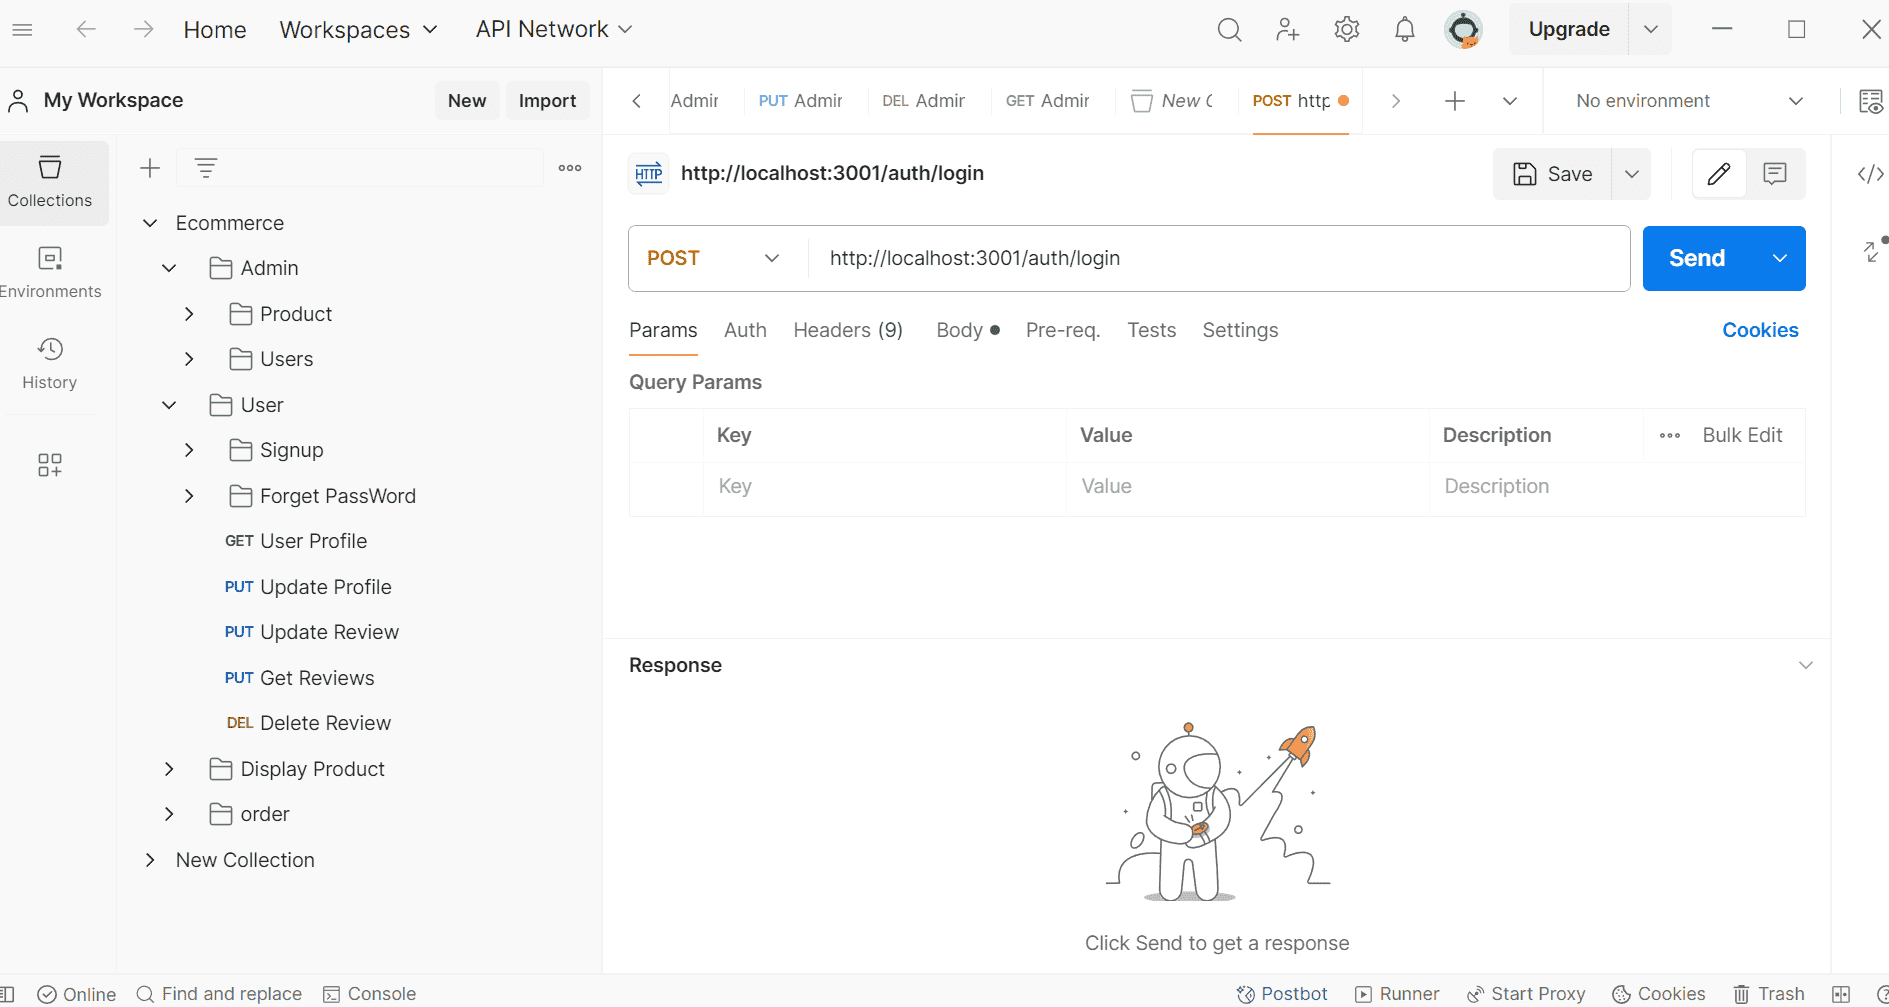 Home Workspaces API Network Upgrade
My Workspace New Import
Admir PUT Admir DEL Admir GET Admir New C POST http No environment
Collections
Environments
History
Ecommerce
Admin
Product
Users
User
Signup
Forget PassWord
GET User Profile
PUT Update Profile
PUT Update Review
PUT Get Reviews
DEL Delete Review
Display Product
order
New Collection
HTTP http://localhost:3001/auth/login Save
POST http://localhost:3001/auth/login Send
Params Auth Headers (9) Body Pre-req. Tests Settings Cookies
Query Params
Key Value Description Bulk Edit
Key Value Description
Response
Click Send to get a response
Online Find and replace Console Postbot Runner Start Proxy Cookies Trash